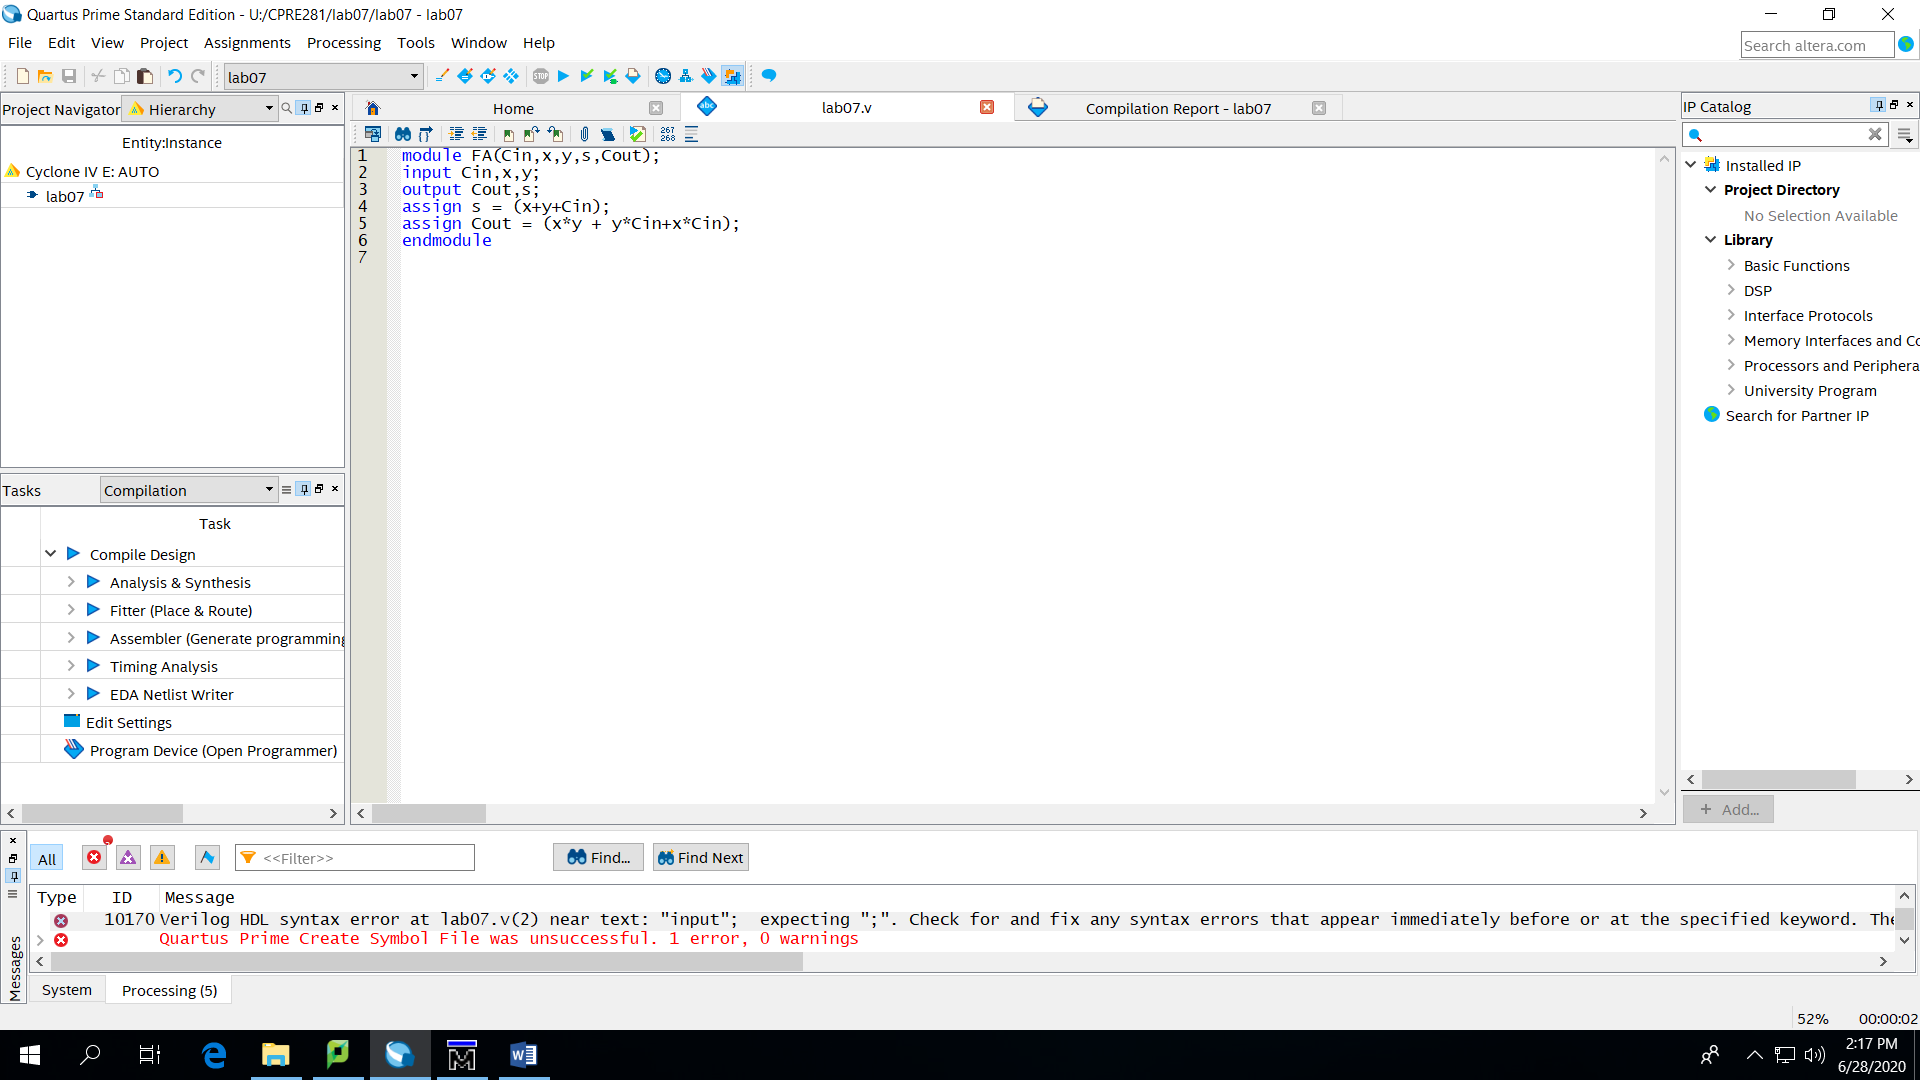 Quartus Prime Standard Edition - U:/CPRE281/lab07/lab07 - lab07
File Edit View Project Assignments Processing Tools Window Help
Search altera.com
lab07
Project Navigator Hierarchy
Entity:Instance
Cyclone IV E: AUTO
lab07
Tasks Compilation
Task
Compile Design
Analysis & Synthesis
Fitter (Place & Route)
Assembler (Generate programming
Timing Analysis
EDA Netlist Writer
Edit Settings
Program Device (Open Programmer)
Home lab07.v Compilation Report - lab07
abc
267
268
1 module FA(Cin,x,y,s,Cout);
2 input Cin,x,y;
3 output Cout,s;
4 assign s = (x+y+Cin);
5 assign Cout = (x*y + y*Cin+x*Cin);
6 endmodule
7
IP Catalog
Installed IP
Project Directory
No Selection Available
Library
Basic Functions
DSP
Interface Protocols
Memory Interfaces and Co
Processors and Periphera
University Program
Search for Partner IP
+ Add...
All <<Filter>> Find... Find Next
Type ID Message
10170 Verilog HDL syntax error at lab07.v(2) near text: "input"; expecting ";". Check for and fix any syntax errors that appear immediately before or at the specified keyword. The
Quartus Prime Create Symbol File was unsuccessful. 1 error, 0 warnings
Messages
System Processing (5)
52% 00:00:02
2:17 PM
6/28/2020